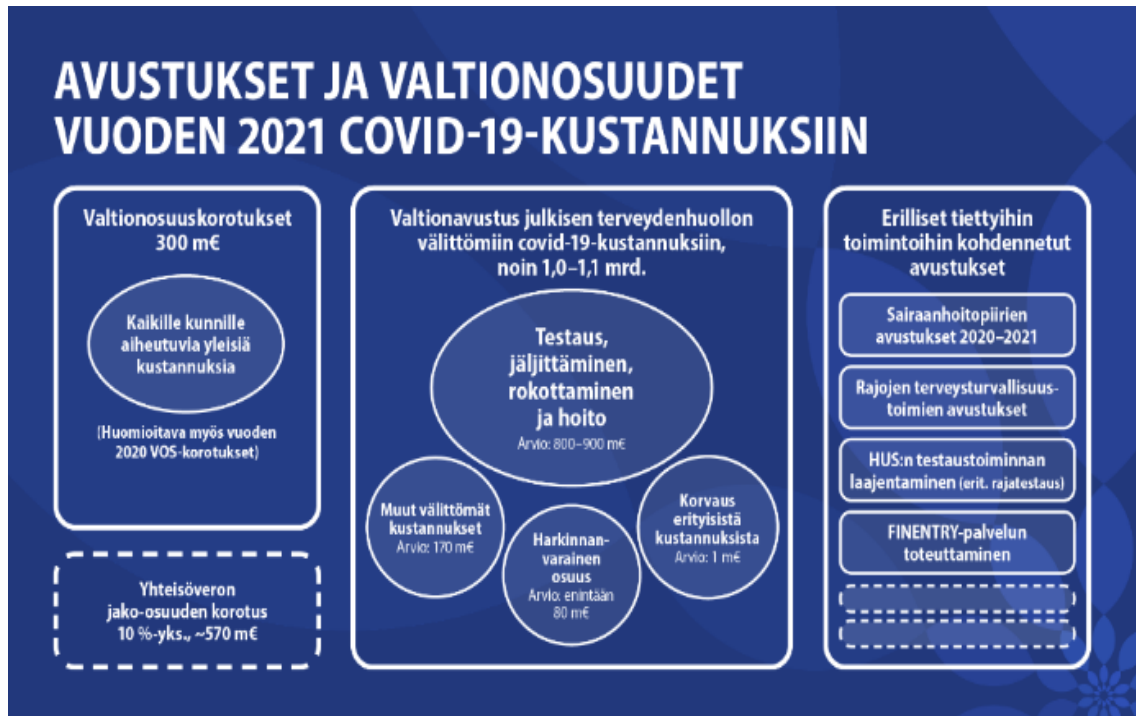 AVUSTUKSET JA VALTIONOSUUDET
VUODEN 2021 COVID-19-KUSTANNUKSIIN
Valtionosuuskorotukset
300 m€
Kaikille kunnille
aiheutuvia yleisiä
kustannuksia
(Huomioitava myös vuoden
2020 VOS-korotukset)
Yhteisöveron
jako-osuuden korotus
10 %-yks., ~570 m€
Valtionavustus julkisen terveydenhuollon
välittömiin covid-19-kustannuksiin,
noin 1,0–1,1 mrd.
Testaus,
jäljittäminen,
rokottaminen
ja hoito
Arvio: 800–900 m€
Muut välittömät
kustannukset
Arvio: 170 m€
Harkinnan-
varainen
osuus
Arvio: enintään
80 m€
Korvaus
erityisistä
kustannuksista
Arvio: 1 m€
Erilliset tiettyihin
toimintoihin kohdennetut
avustukset
Sairaanhoitopiirien
avustukset 2020–2021
Rajojen terveysturvallisuus-
toimien avustukset
HUS:n testaustoiminnan
laajentaminen (erit. rajatestaus)
FINENTRY-palvelun
toteuttaminen